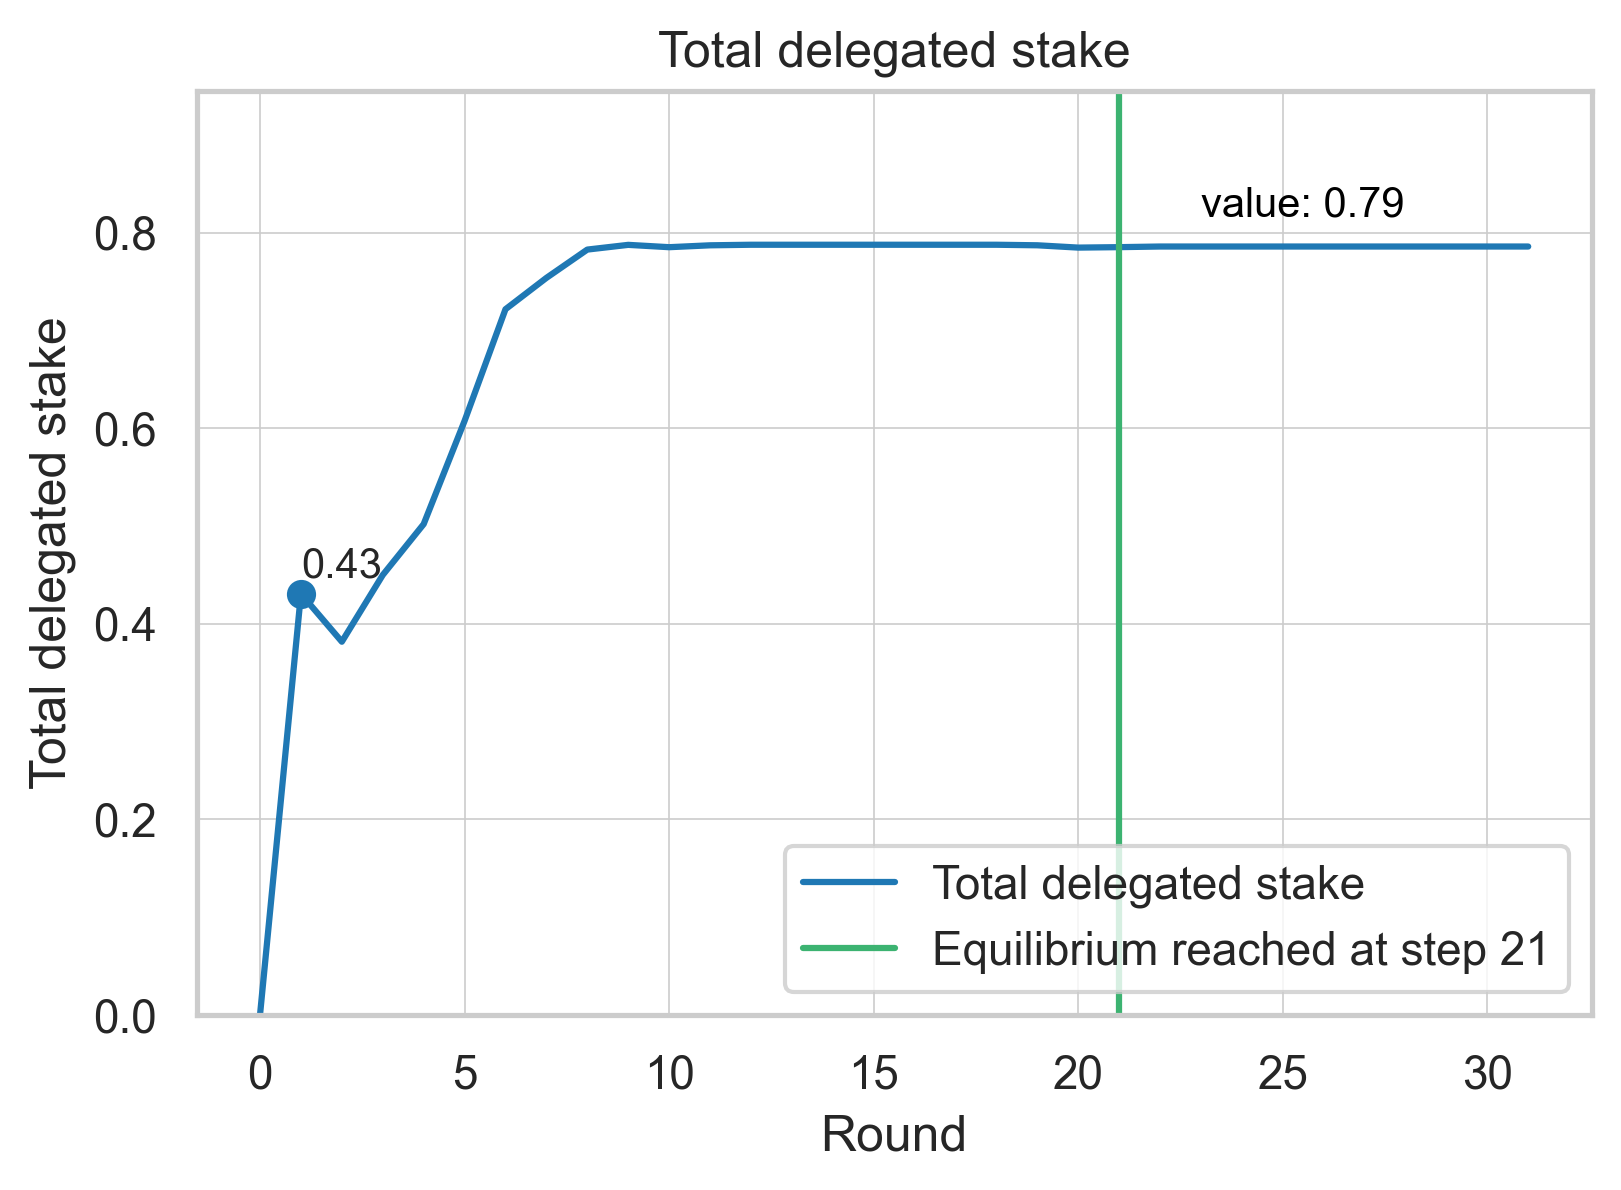 Total delegated stake
Total delegated stake
0.8
0.6
0.4
0.2
0.0
value: 0.79
0.43
Total delegated stake
Equilibrium reached at step 21
0 5 10 15 20 25 30
Round